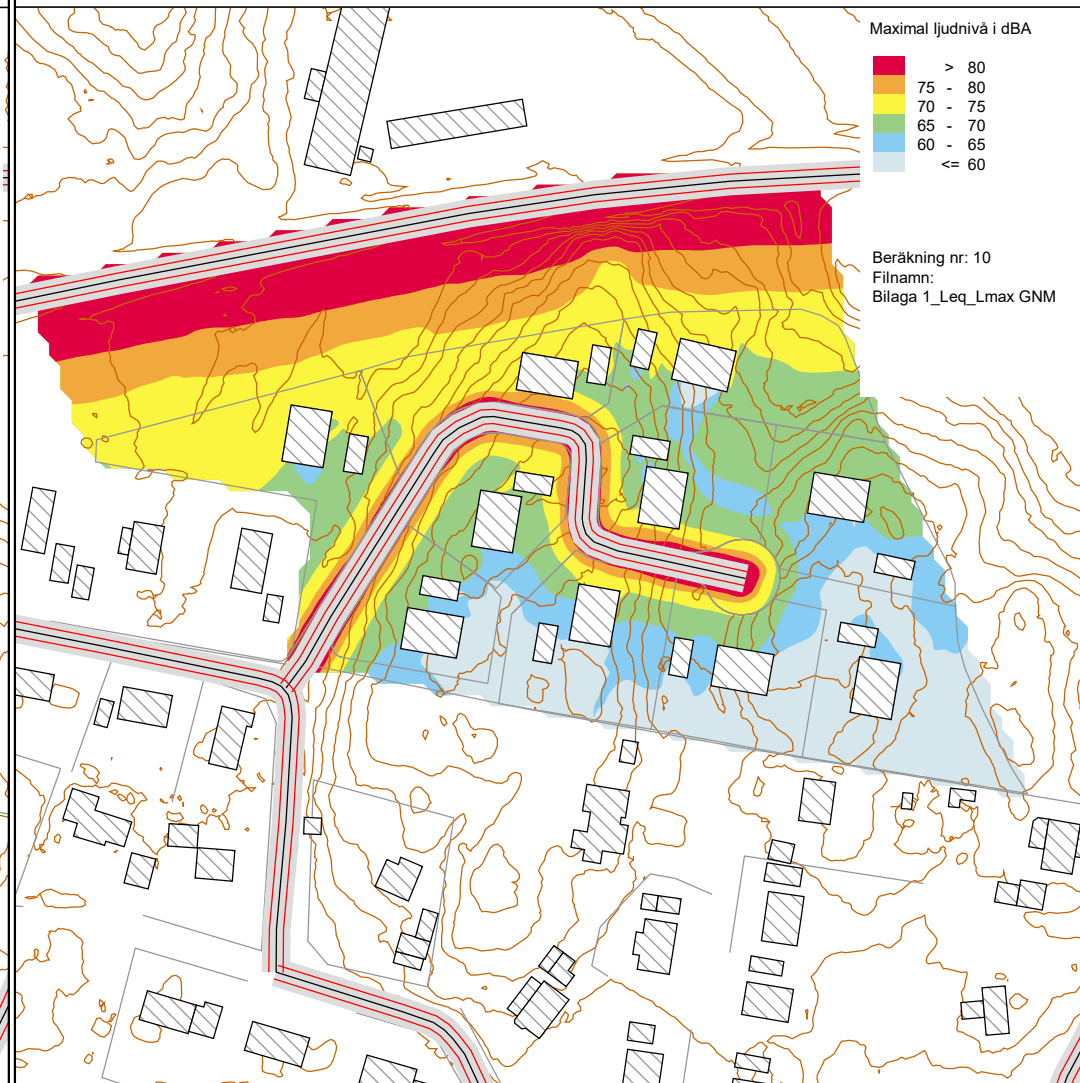 Maximal ljudnivå i dBA
> 80
75 - 80
70 - 75
65 - 70
60 - 65
<= 60
Beräkning nr: 10
Filnamn:
Bilaga 1_Leq_Lmax GNM